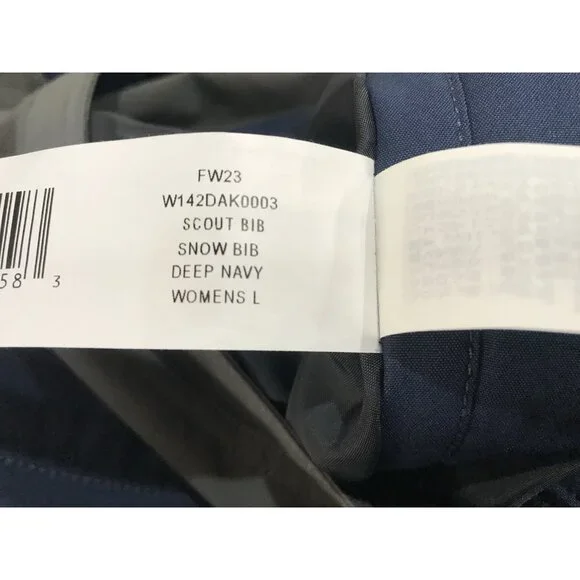 FW23
W142DAK0003
SCOUT BIB
SNOW BIB
DEEP NAVY
WOMENS L
58 3